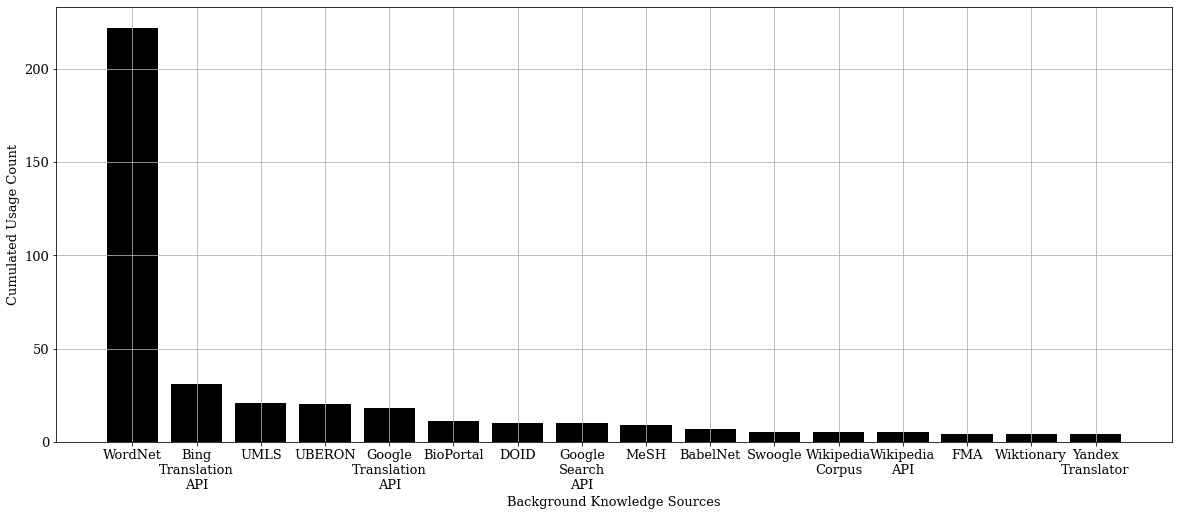 Cumulated Usage Count
200
150
100
50
0
WordNet
Bing
Translation
API
UMLS
UBERON
Google
Translation
API
BioPortal
DOID
Google
Search
API
MeSH
BabelNet
Swoogle
Wikipedia
Corpus
Wikipedia
API
FMA
Wiktionary
Yandex
Translator
Background Knowledge Sources